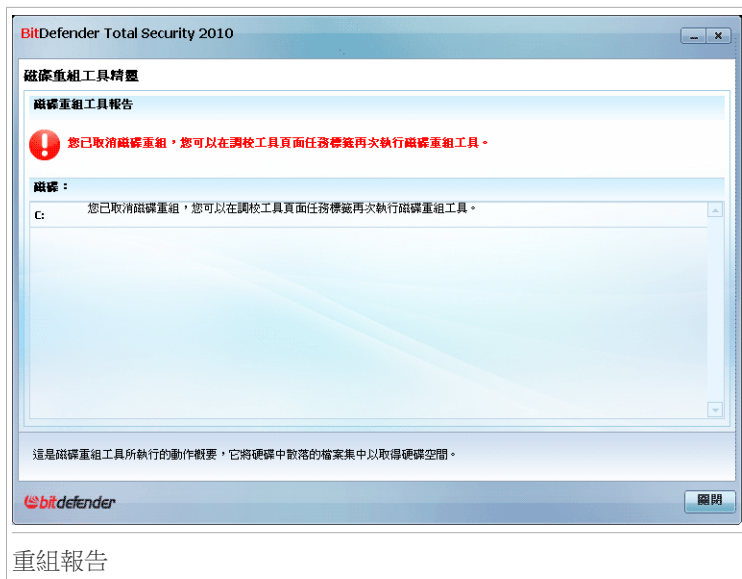 BitDefender Total Security 2010
磁碟重組工具精靈
磁碟重組工具報告
您已取消磁碟重組，您可以在調校工具頁面任務標籤再次執行磁碟重組工具。
磁碟：
C: 您已取消磁碟重組，您可以在調校工具頁面任務標籤再次執行磁碟重組工具。
這是磁碟重組工具所執行的動作概要，它將硬碟中散落的檔案集中以取得硬碟空間。
bitdefender
關閉
重組報告